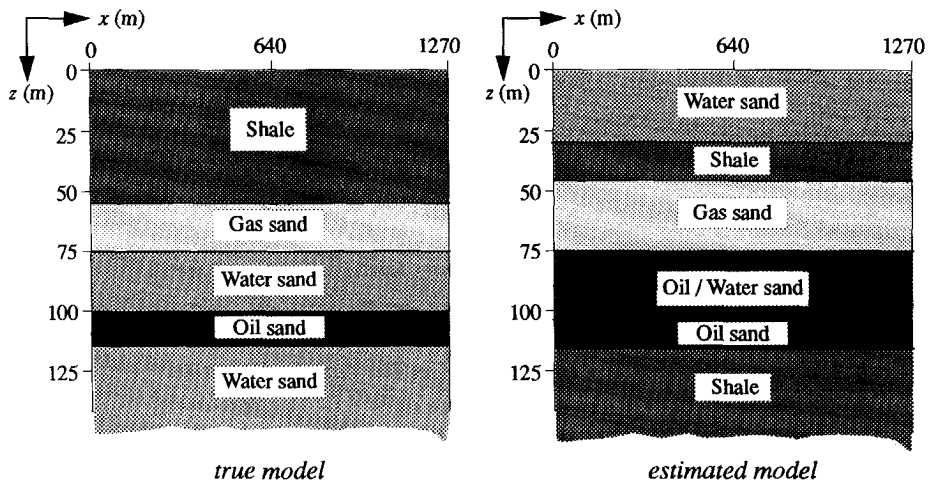 x (m)
0 640 1270
0
z (m)
25
50
75
100
125
Shale
Gas sand
Water sand
Oil sand
Water sand
true model
x (m)
0 640 1270
0
z (m)
25
50
75
100
125
Water sand
Shale
Gas sand
Oil / Water sand
Oil sand
Shale
estimated model